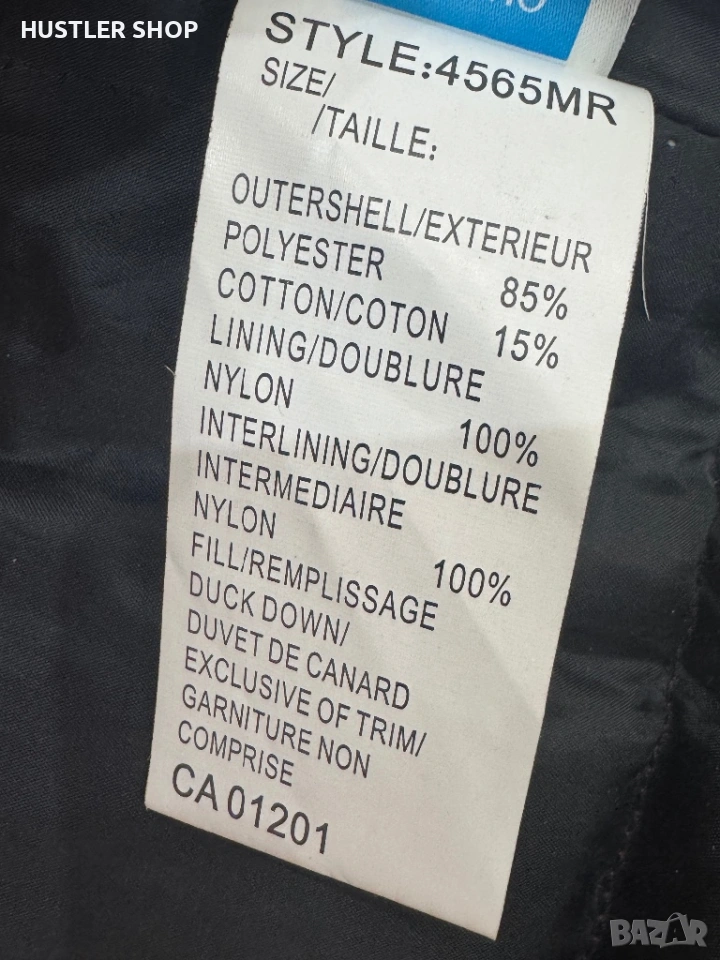 HUSTLER SHOP
STYLE:4565MR
SIZE/
/TAILLE:
OUTERSHELL/EXTERIEUR
POLYESTER 85%
COTTON/COTON 15%
LINING/DOUBLURE
NYLON 100%
INTERLINING/DOUBLURE
INTERMEDIAIRE
NYLON 100%
FILL/REMPLISSAGE
DUCK DOWN/
DUVET DE CANARD
EXCLUSIVE OF TRIM/
GARNITURE NON
COMPRISE
CA 01201
BAZAR